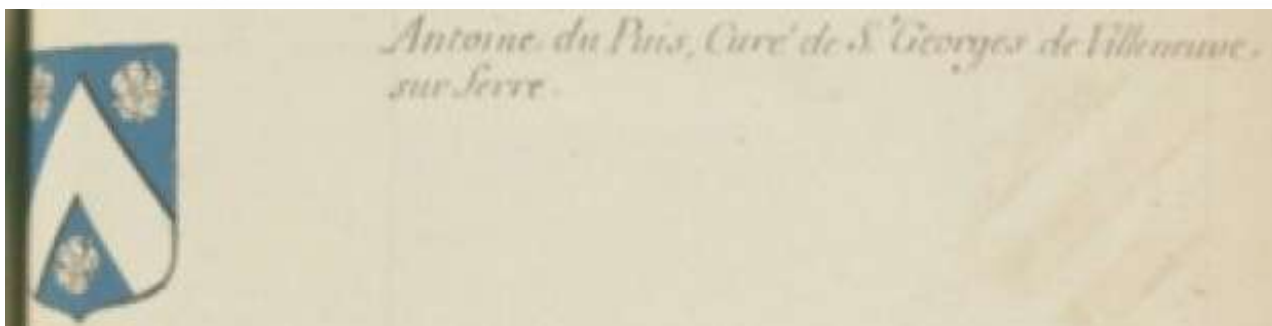 Antoine du Puis, Curé de S.ᵗ Georges de Villeneuve
sur Serre.